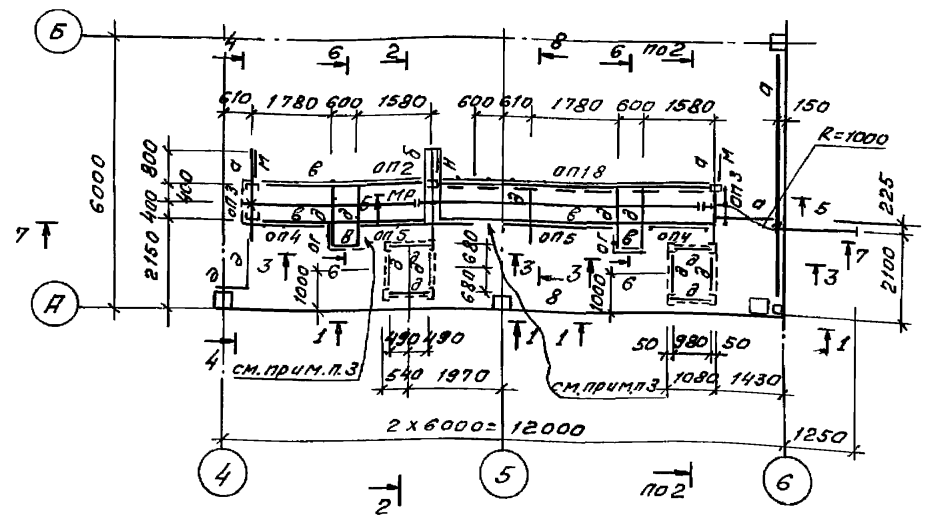 Б
4
6
2
8
6
по2
а
610
1780
600
1580
600
610
1780
600
1580
150
R=1000
6000
800
400
400
2150
а
м
в
оп2
б
н
оп18
а
м
оп3
МР
оп3
225
а
5
7
в
оп4
д
д
б
ог
в
оп5
оп5
ог
в
оп4
7
2100
д
д
3
1000
6
680
680
д
д
д
3
8
1000
6
д
д
д
3
А
1
1
1
1
490
490
50
980
50
4
см.прим.п.3
540
1970
см.прим.п3
1080
1430
2 x 6000 = 12000
1250
4
5
6
2
по2